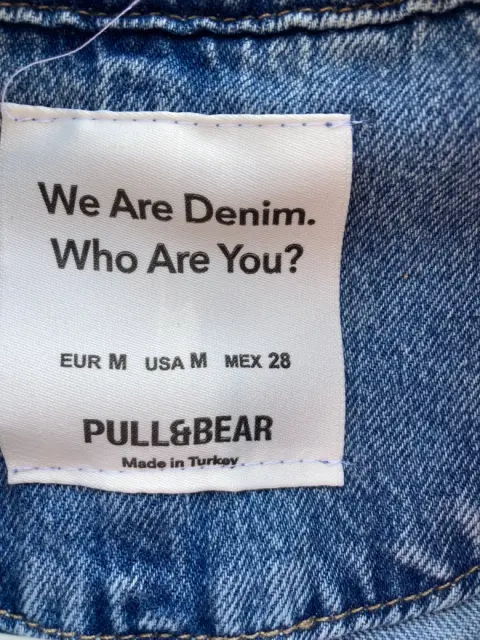 We Are Denim.
Who Are You?
EUR M USA M MEX 28
PULL&BEAR
Made in Turkey